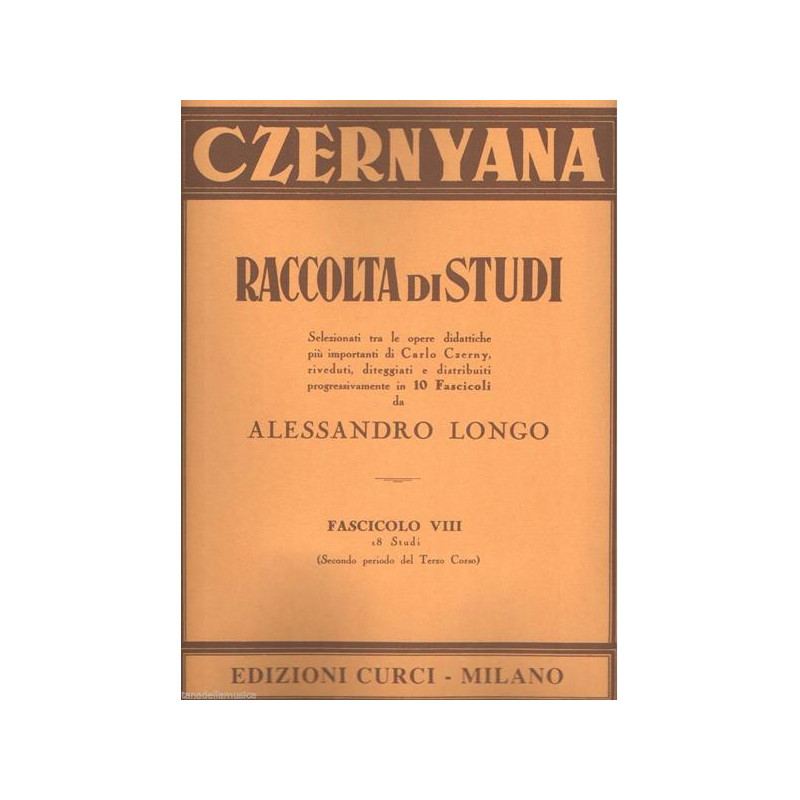 CZERNYANA
RACCOLTA DI STUDI
Selezionati tra le opere didattiche
più importanti di Carlo Czerny,
riveduti, diteggiati e distribuiti
progressivamente in 10 Fascicoli
da
ALESSANDRO LONGO
FASCICOLO VIII
18 Studi
(Secondo periodo del Terzo Corso)
EDIZIONI CURCI - MILANO
tanadellamusica